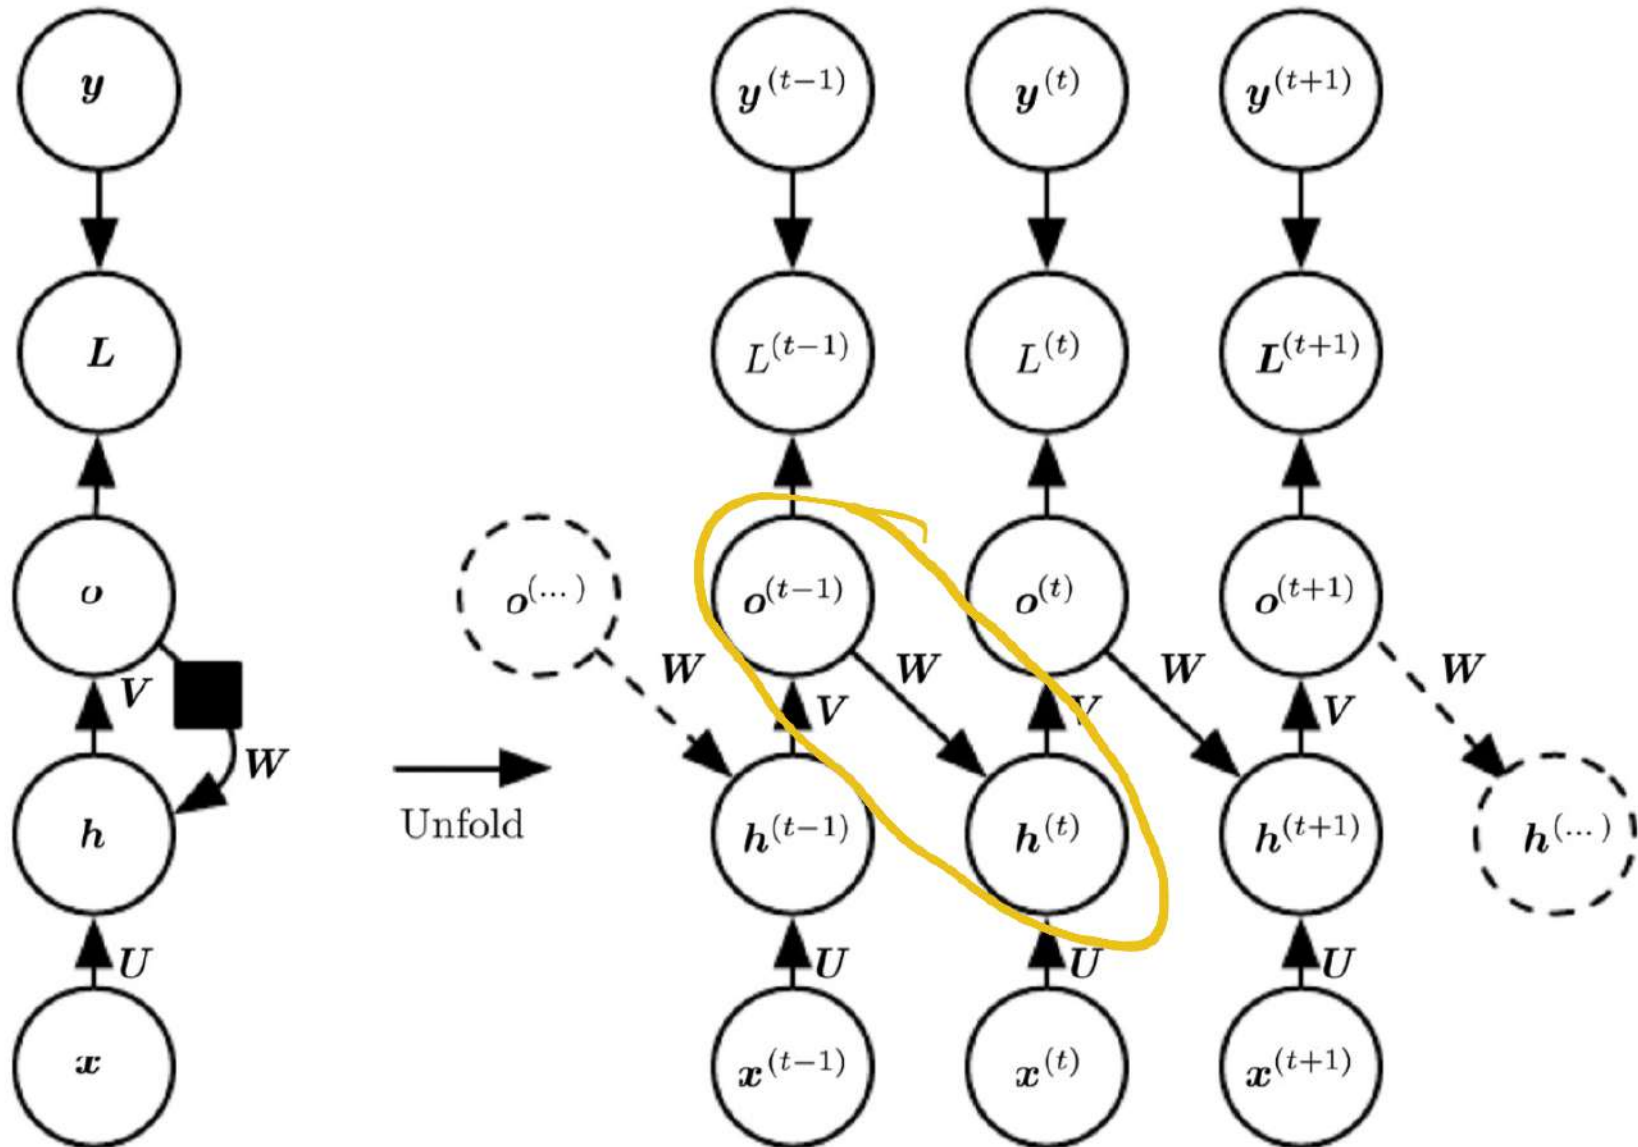 y y^{(t-1)} y^{(t)} y^{(t+1)}
L L^{(t-1)} L^{(t)} L^{(t+1)}
o o^{(...)} o^{(t-1)} o^{(t)} o^{(t+1)}
V W V W V W V W
W
h Unfold h^{(t-1)} h^{(t)} h^{(t+1)} h^{(...)}
U U U U
x x^{(t-1)} x^{(t)} x^{(t+1)}